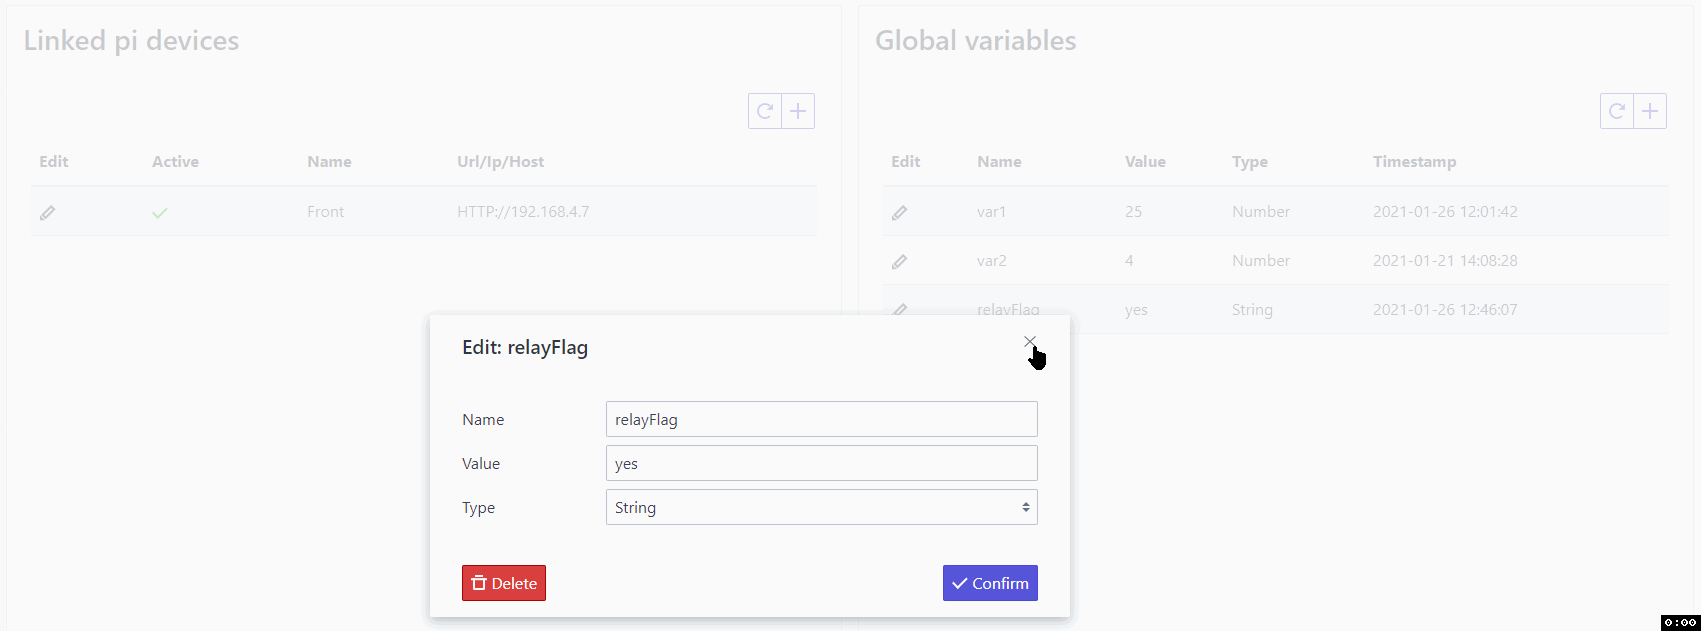 Linked pi devices
Edit Active Name Url/Ip/Host
Front HTTP://192.168.4.7
Global variables
Edit Name Value Type Timestamp
var1 25 Number 2021-01-26 12:01:42
var2 4 Number 2021-01-21 14:08:28
relayFlag yes String 2021-01-26 12:46:07
Edit: relayFlag
Name relayFlag
Value yes
Type String
Delete Confirm
0:00